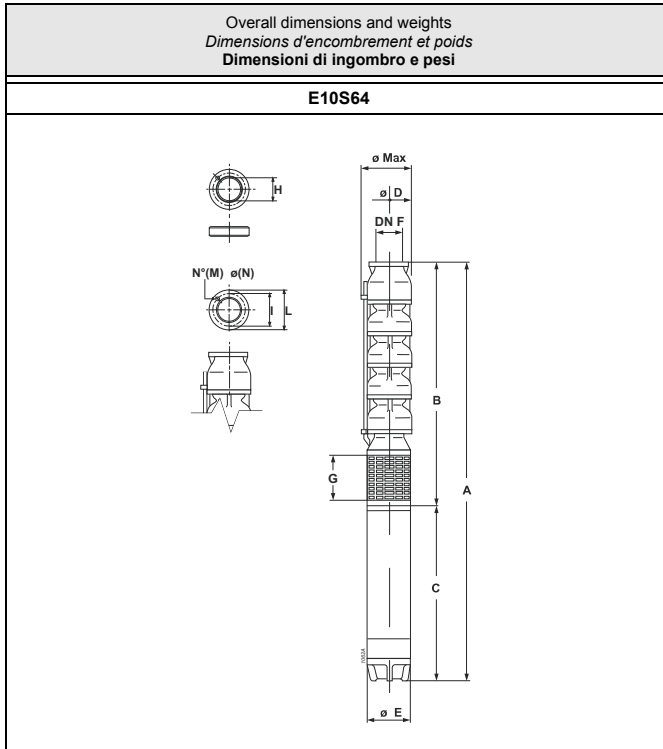 Overall dimensions and weights
Dimensions d'encombrement et poids
Dimensioni di ingombro e pesi
E10S64
ø Max
ø D
DN F
H
N°(M) ø(N)
I
L
B
A
G
C
ø E